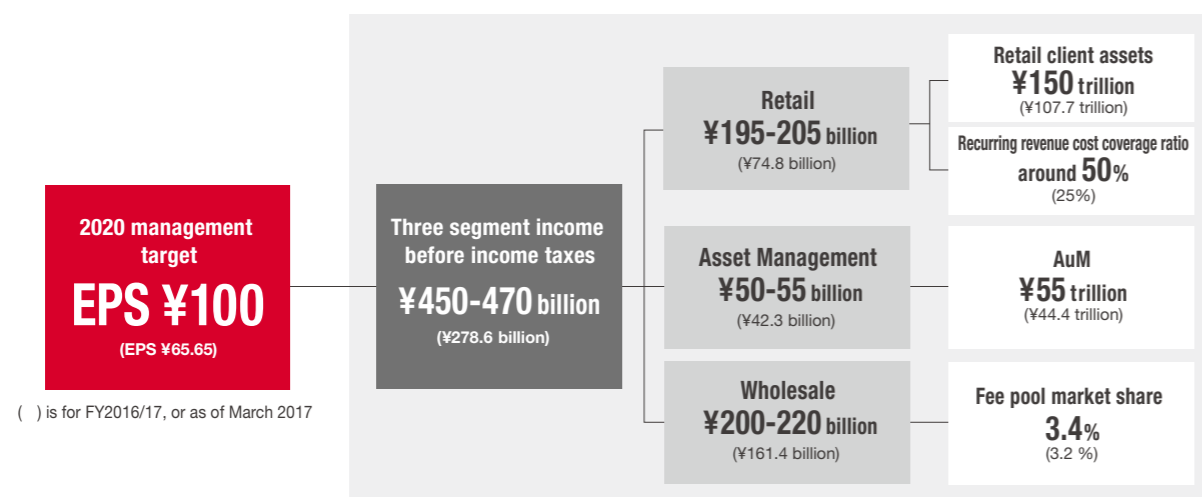 2020 management
target
EPS ¥100
(EPS ¥65.65)
( ) is for FY2016/17, or as of March 2017
Three segment income
before income taxes
¥450-470 billion
(¥278.6 billion)
Retail
¥195-205 billion
(¥74.8 billion)
Retail client assets
¥150 trillion
(¥107.7 trillion)
Recurring revenue cost coverage ratio
around 50%
(25%)
Asset Management
¥50-55 billion
(¥42.3 billion)
AuM
¥55 trillion
(¥44.4 trillion)
Wholesale
¥200-220 billion
(¥161.4 billion)
Fee pool market share
3.4%
(3.2 %)